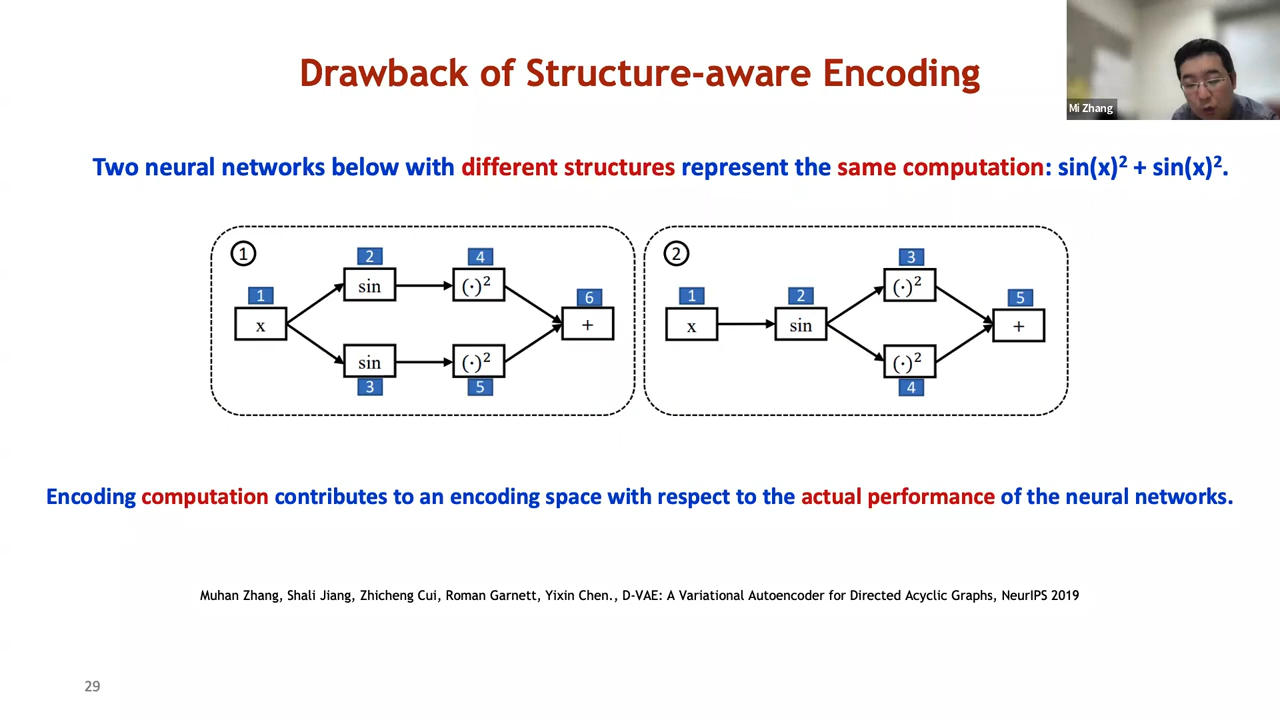 Drawback of Structure-aware Encoding
Mi Zhang
Two neural networks below with different structures represent the same computation: sin(x)² + sin(x)².
①
2
4
sin
(·)²
1
6
x
+
sin
(·)²
3
5
②
3
(·)²
1
2
5
x
sin
+
(·)²
4
Encoding computation contributes to an encoding space with respect to the actual performance of the neural networks.
Muhan Zhang, Shali Jiang, Zhicheng Cui, Roman Garnett, Yixin Chen., D-VAE: A Variational Autoencoder for Directed Acyclic Graphs, NeurIPS 2019
29